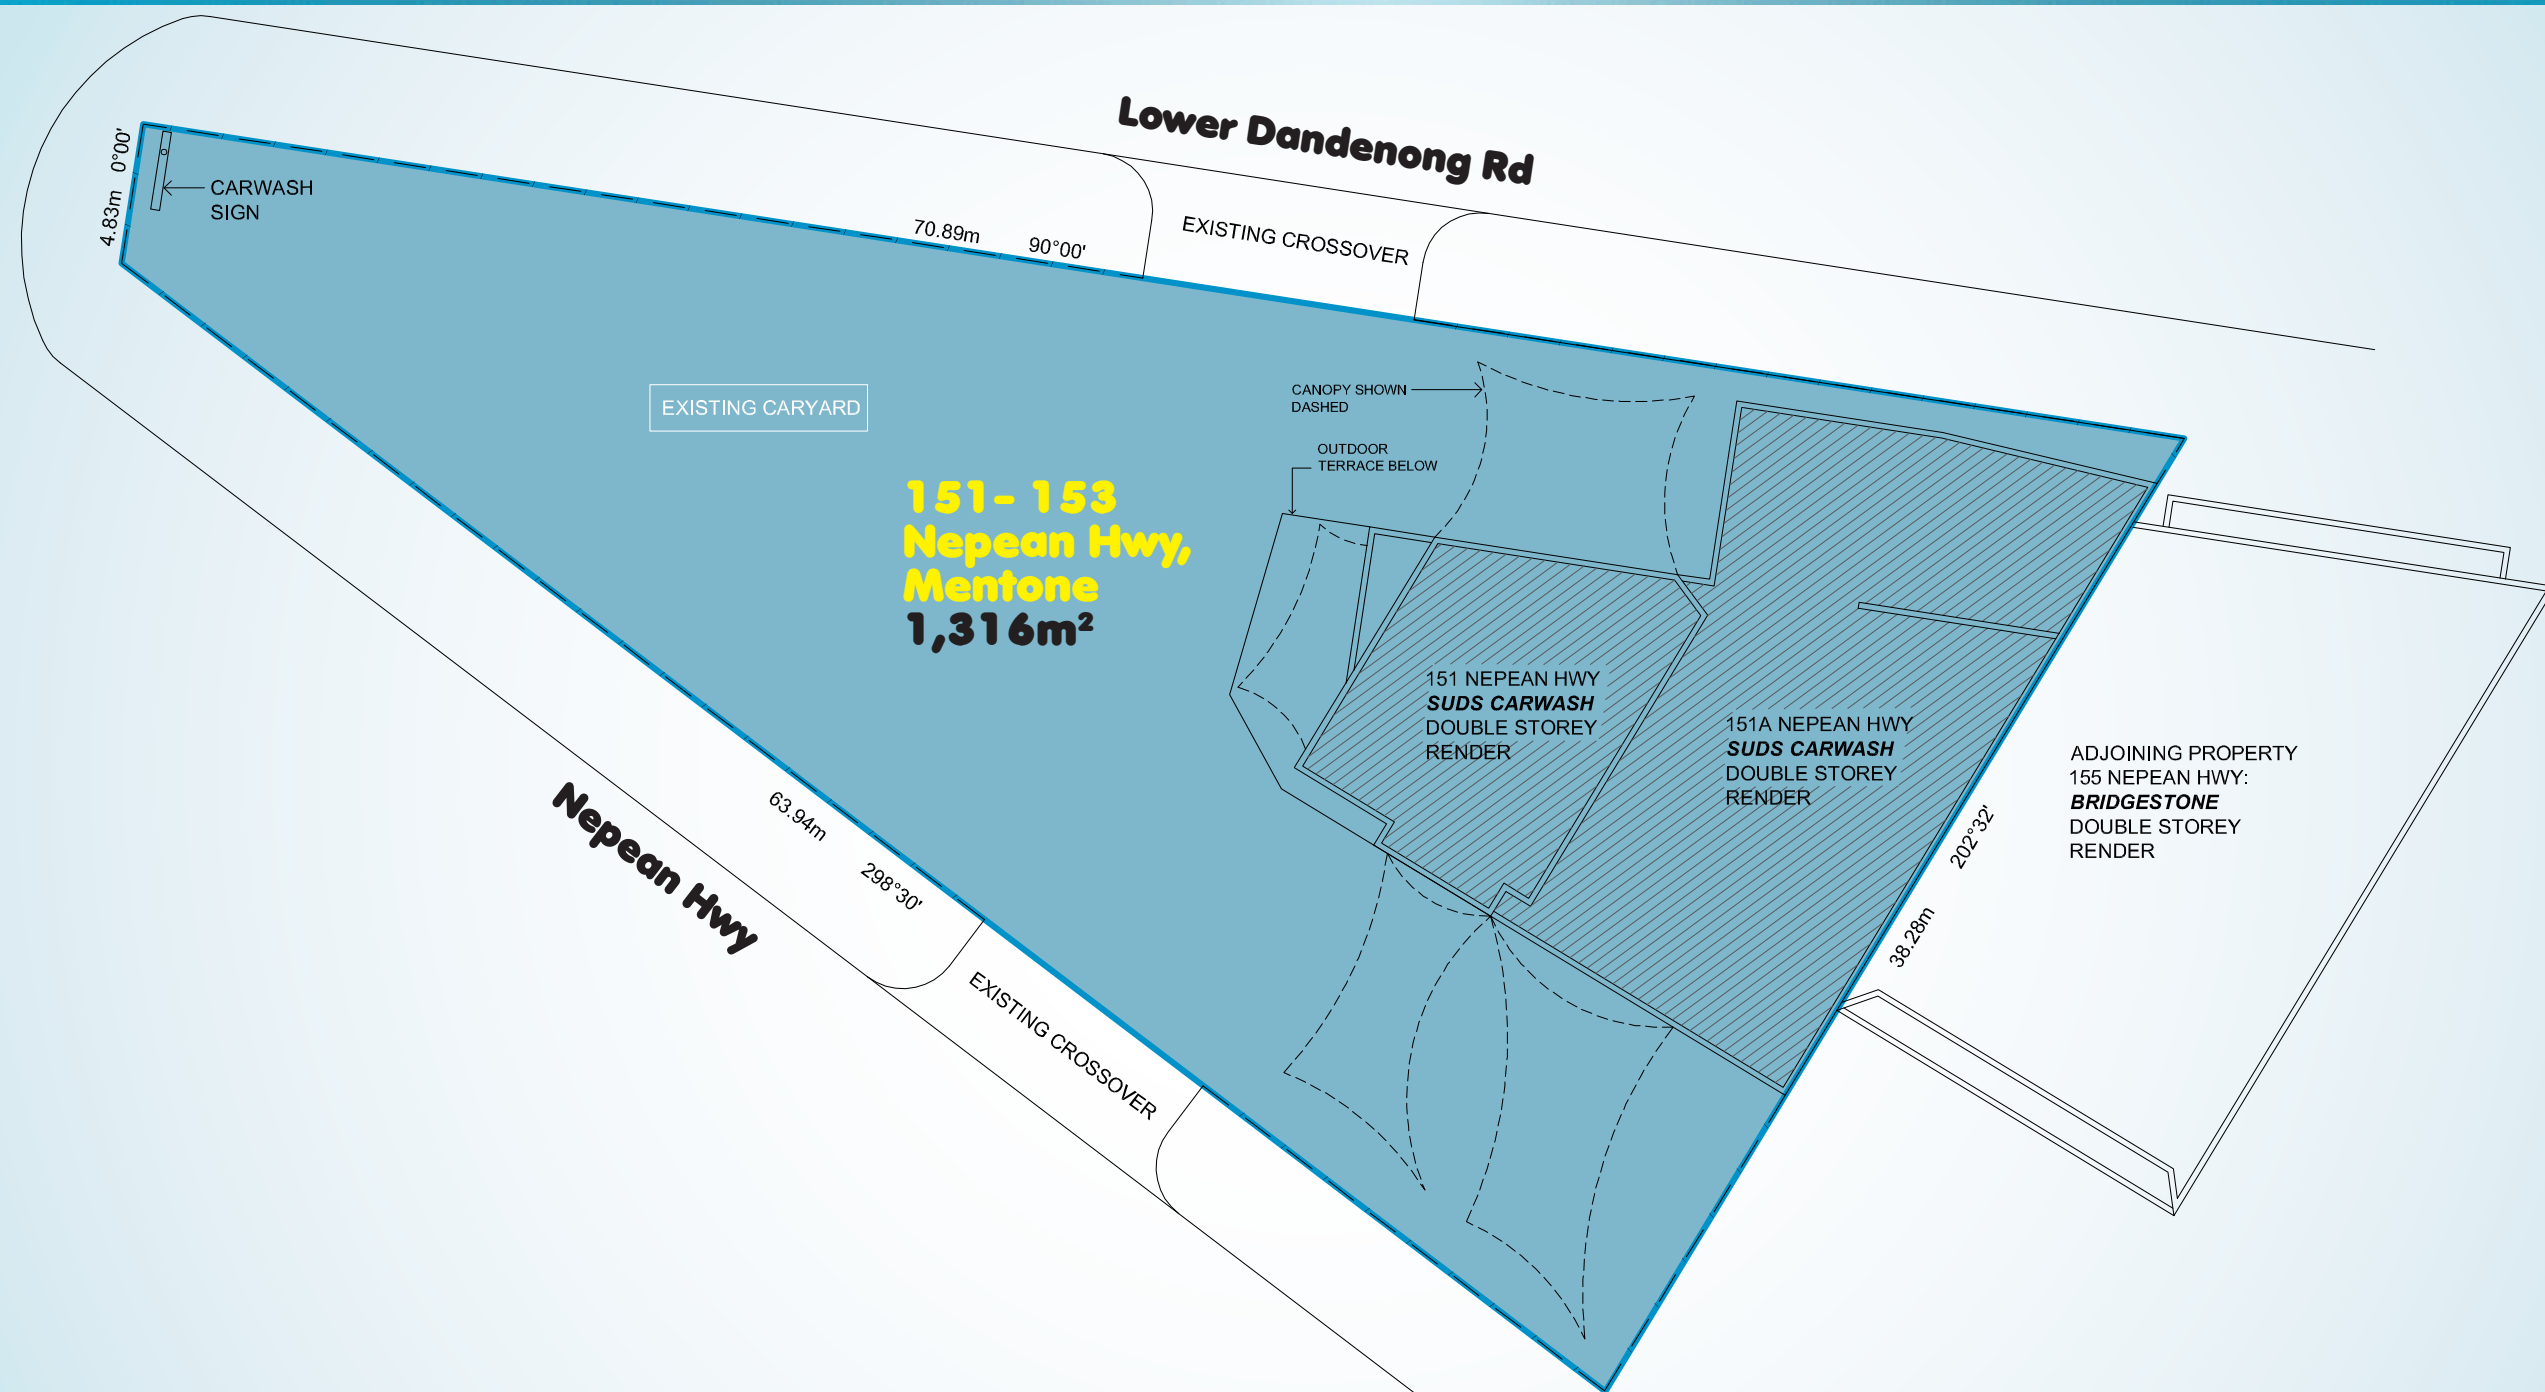 Lower Dandenong Rd
0°00'
4.83m
CARWASH
SIGN
70.89m 90°00'
EXISTING CROSSOVER
EXISTING CARYARD
CANOPY SHOWN
DASHED
OUTDOOR
TERRACE BELOW
151- 153
Nepean Hwy,
Mentone
1,316m²
151 NEPEAN HWY
SUDS CARWASH
DOUBLE STOREY
RENDER
151A NEPEAN HWY
SUDS CARWASH
DOUBLE STOREY
RENDER
ADJOINING PROPERTY
155 NEPEAN HWY:
BRIDGESTONE
DOUBLE STOREY
RENDER
202°32'
38.28m
63.94m
298°30'
Nepean Hwy
EXISTING CROSSOVER